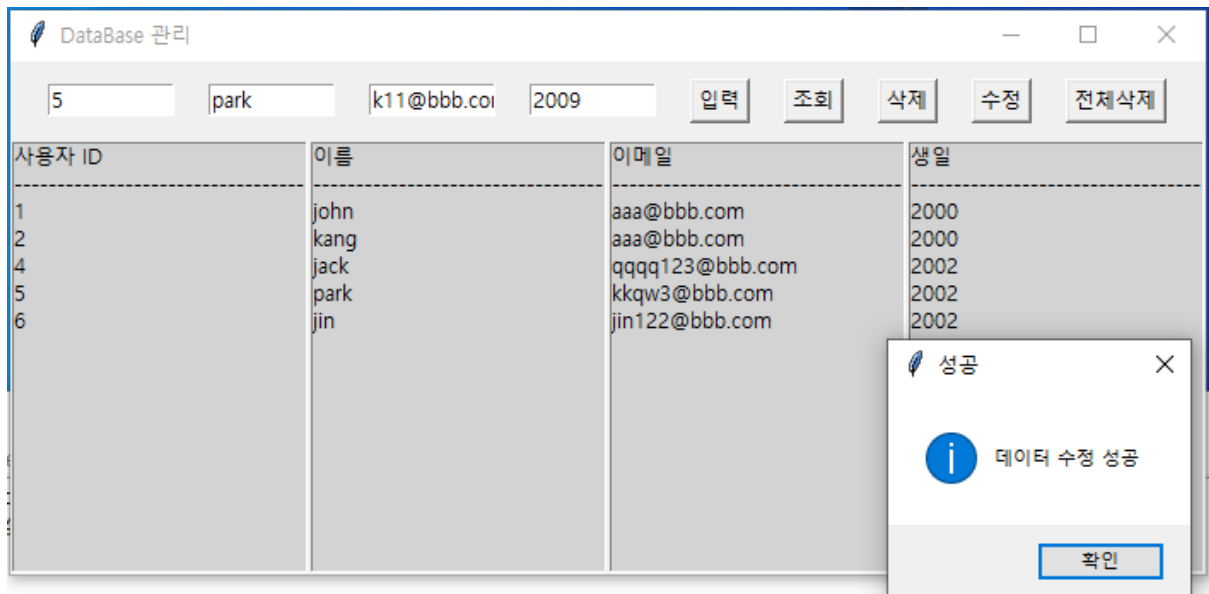 DataBase 관리
5 park k11@bbb.co 2009 입력 조회 삭제 수정 전체삭제
사용자 ID 이름 이메일 생일
---------------------------------- ---------------------------------- ---------------------------------- ----------------------------------
1 john aaa@bbb.com 2000
2 kang aaa@bbb.com 2000
4 jack qqqq123@bbb.com 2002
5 park kkqw3@bbb.com 2002
6 jin jin122@bbb.com 2002
성공
데이터 수정 성공
확인